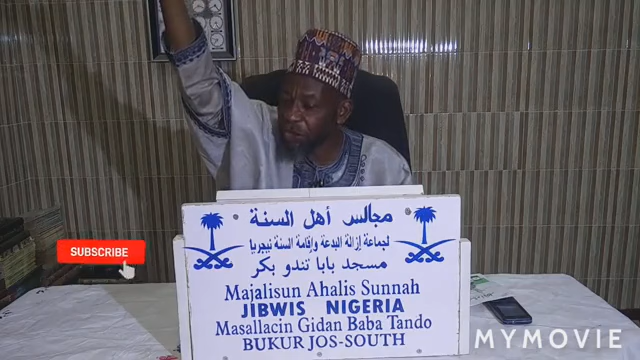 SUBSCRIBE
مجالس أهل السنة
لجماعة إزالة البدعة وإقامة السنة نيجريا
مسجد بابا تندو بكر
Majalisun Ahalis Sunnah
JIBWIS NIGERIA
Masallacin Gidan Baba Tando
BUKUR JOS-SOUTH
MYMOVIE